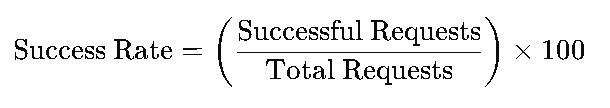 Success Rate = ( Successful Requests / Total Requests ) × 100